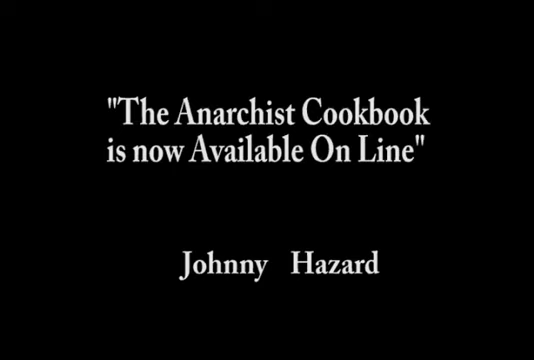 "The Anarchist Cookbook
is now Available On Line"
Johnny Hazard